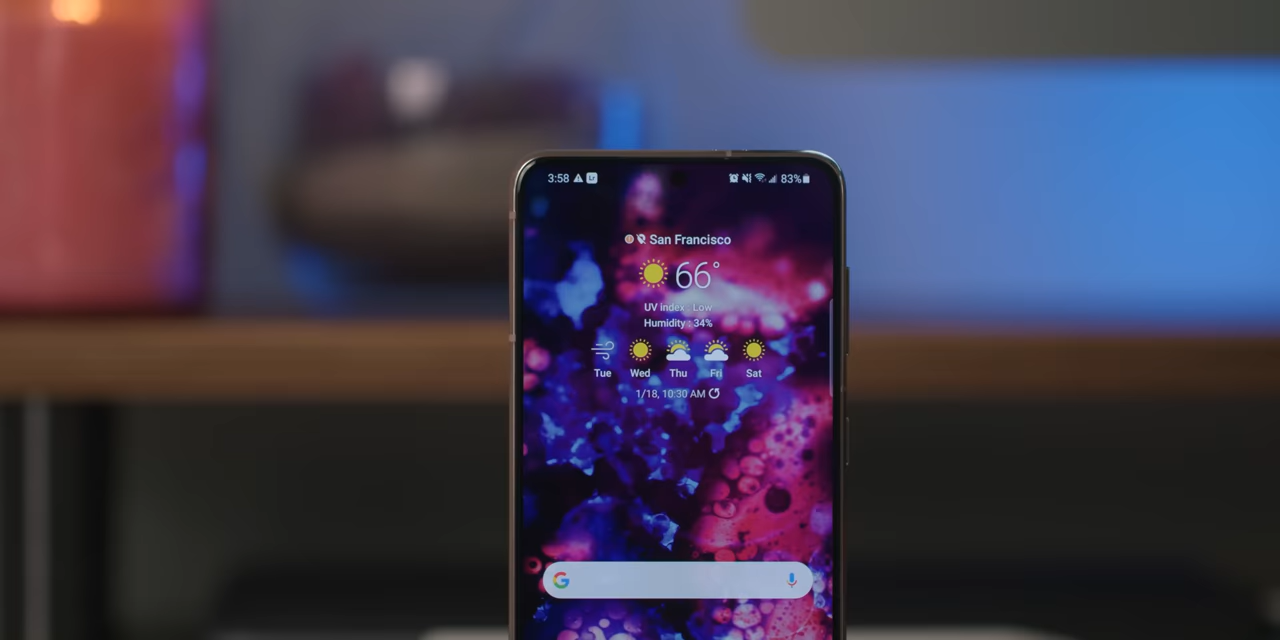 3:58 Lr 83%
San Francisco
66°
UV index : Low
Humidity : 34%
Tue Wed Thu Fri Sat
1/18, 10:30 AM
G